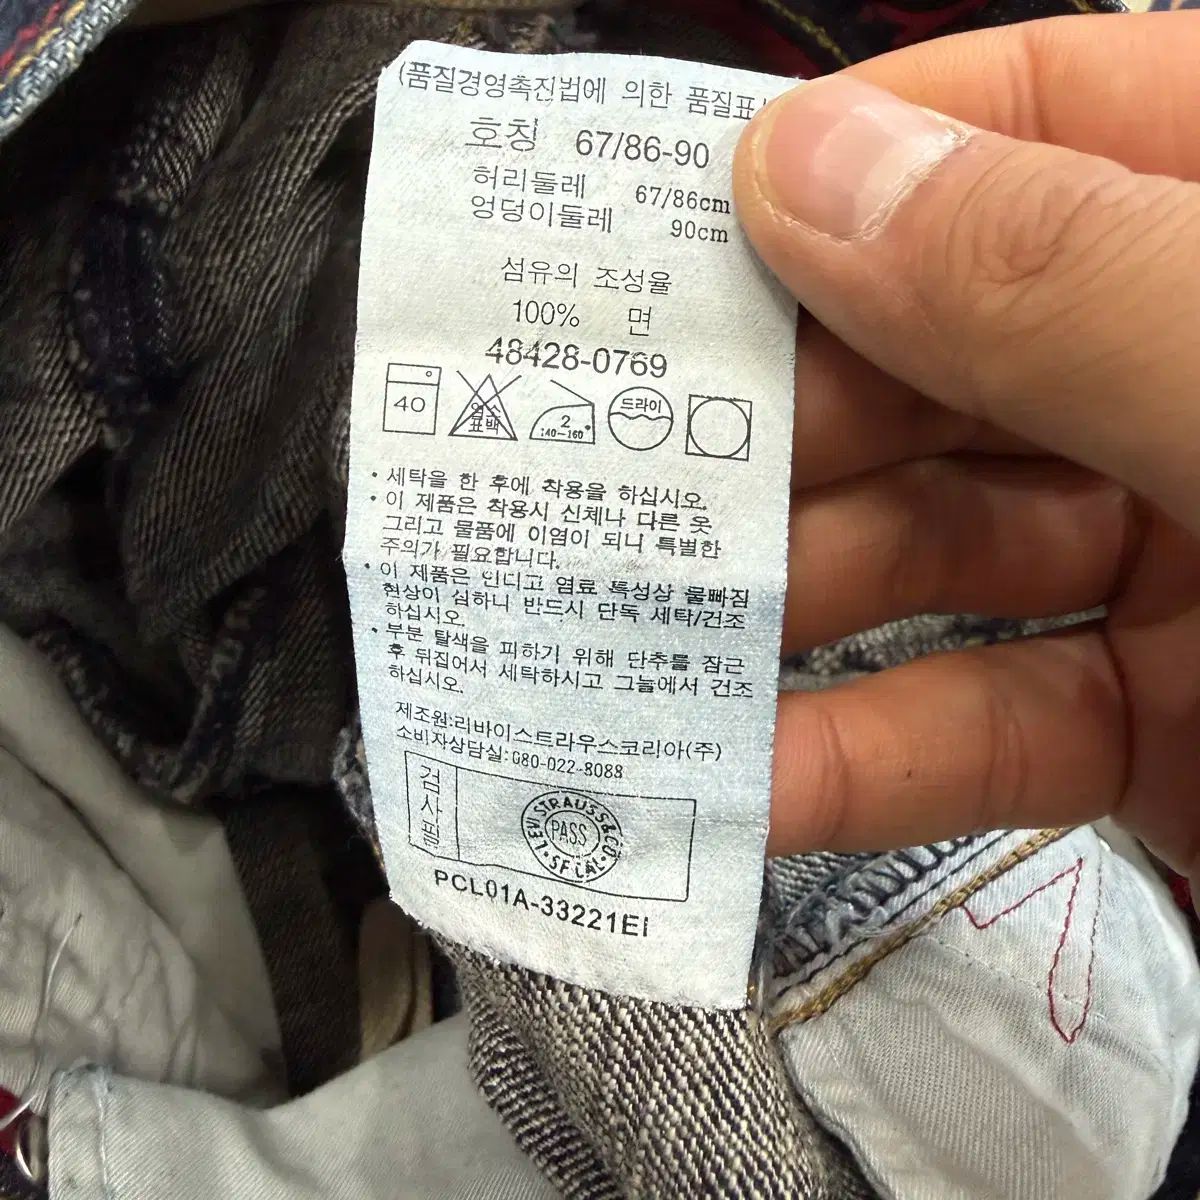 (품질경영촉진법에 의한 품질표시
호칭 67/86-90
허리둘레 67/86cm
엉덩이둘레 90cm
섬유의 조성율
100% 면
48428-0769
40
염소
표백
2
140~160°
드라이
• 세탁을 한 후에 착용을 하십시오.
• 이 제품은 착용시 신체나 다른 옷
그리고 물품에 이염이 되니 특별한
주의가 필요합니다.
• 이 제품은 인디고 염료 특성상 물빠짐
현상이 심하니 반드시 단독 세탁/건조
하십시오.
• 부분 탈색을 피하기 위해 단추를 잠근
후 뒤집어서 세탁하시고 그늘에서 건조
하십시오.
제조원:리바이스트라우스코리아(주)
소비자상담실:080-022-8088
검사필
LEVI STRAUSS & CO.
PASS
SF CAL
PCL01A-33221EI